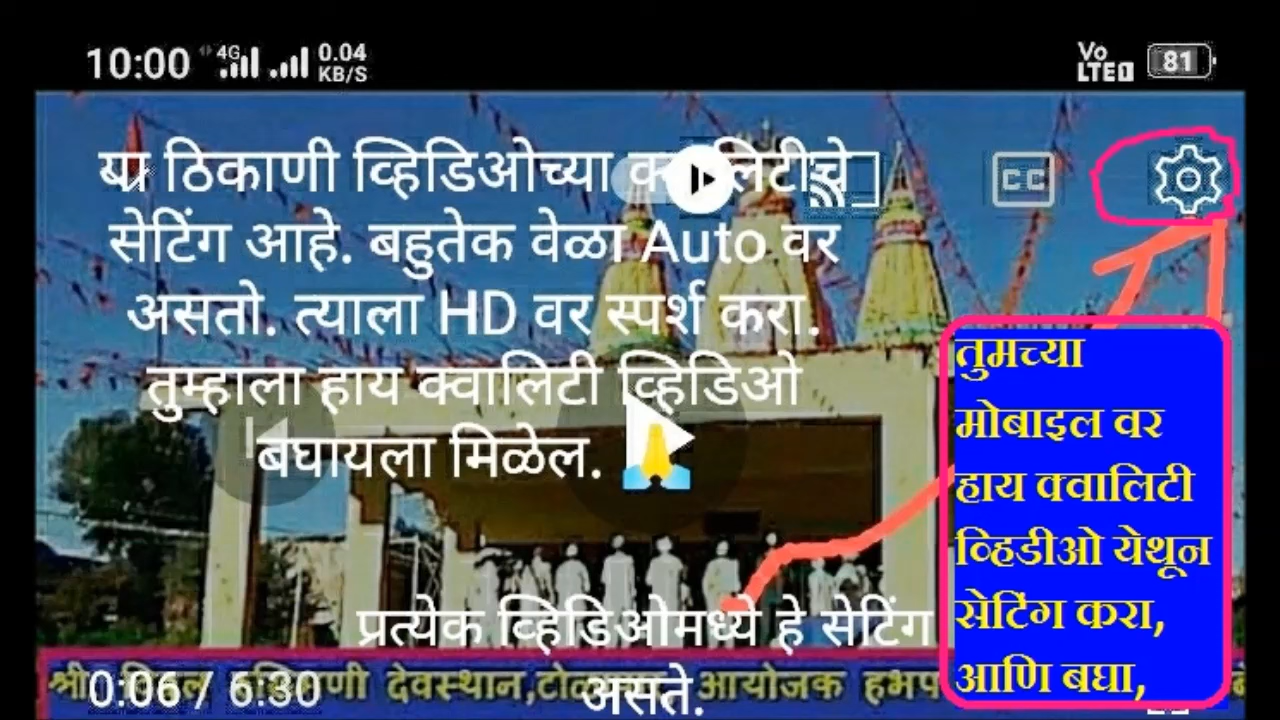 10:00 4G 0.04 KB/S Vo LTE 81
या ठिकाणी व्हिडिओच्या क्वालिटीचे
सेटिंग आहे. बहुतेक वेळा Auto वर
असतो. त्याला HD वर स्पर्श करा.
तुम्हाला हाय क्वालिटी व्हिडिओ
बघायला मिळेल. 🙏
CC
तुमच्या
मोबाइल वर
हाय क्वालिटी
व्हिडीओ येथून
सेटिंग करा,
आणि बघा,
प्रत्येक व्हिडिओमध्ये हे सेटिंग
असते.
श्री देवस्थान, आयोजक हभप
0:06 / 6:30